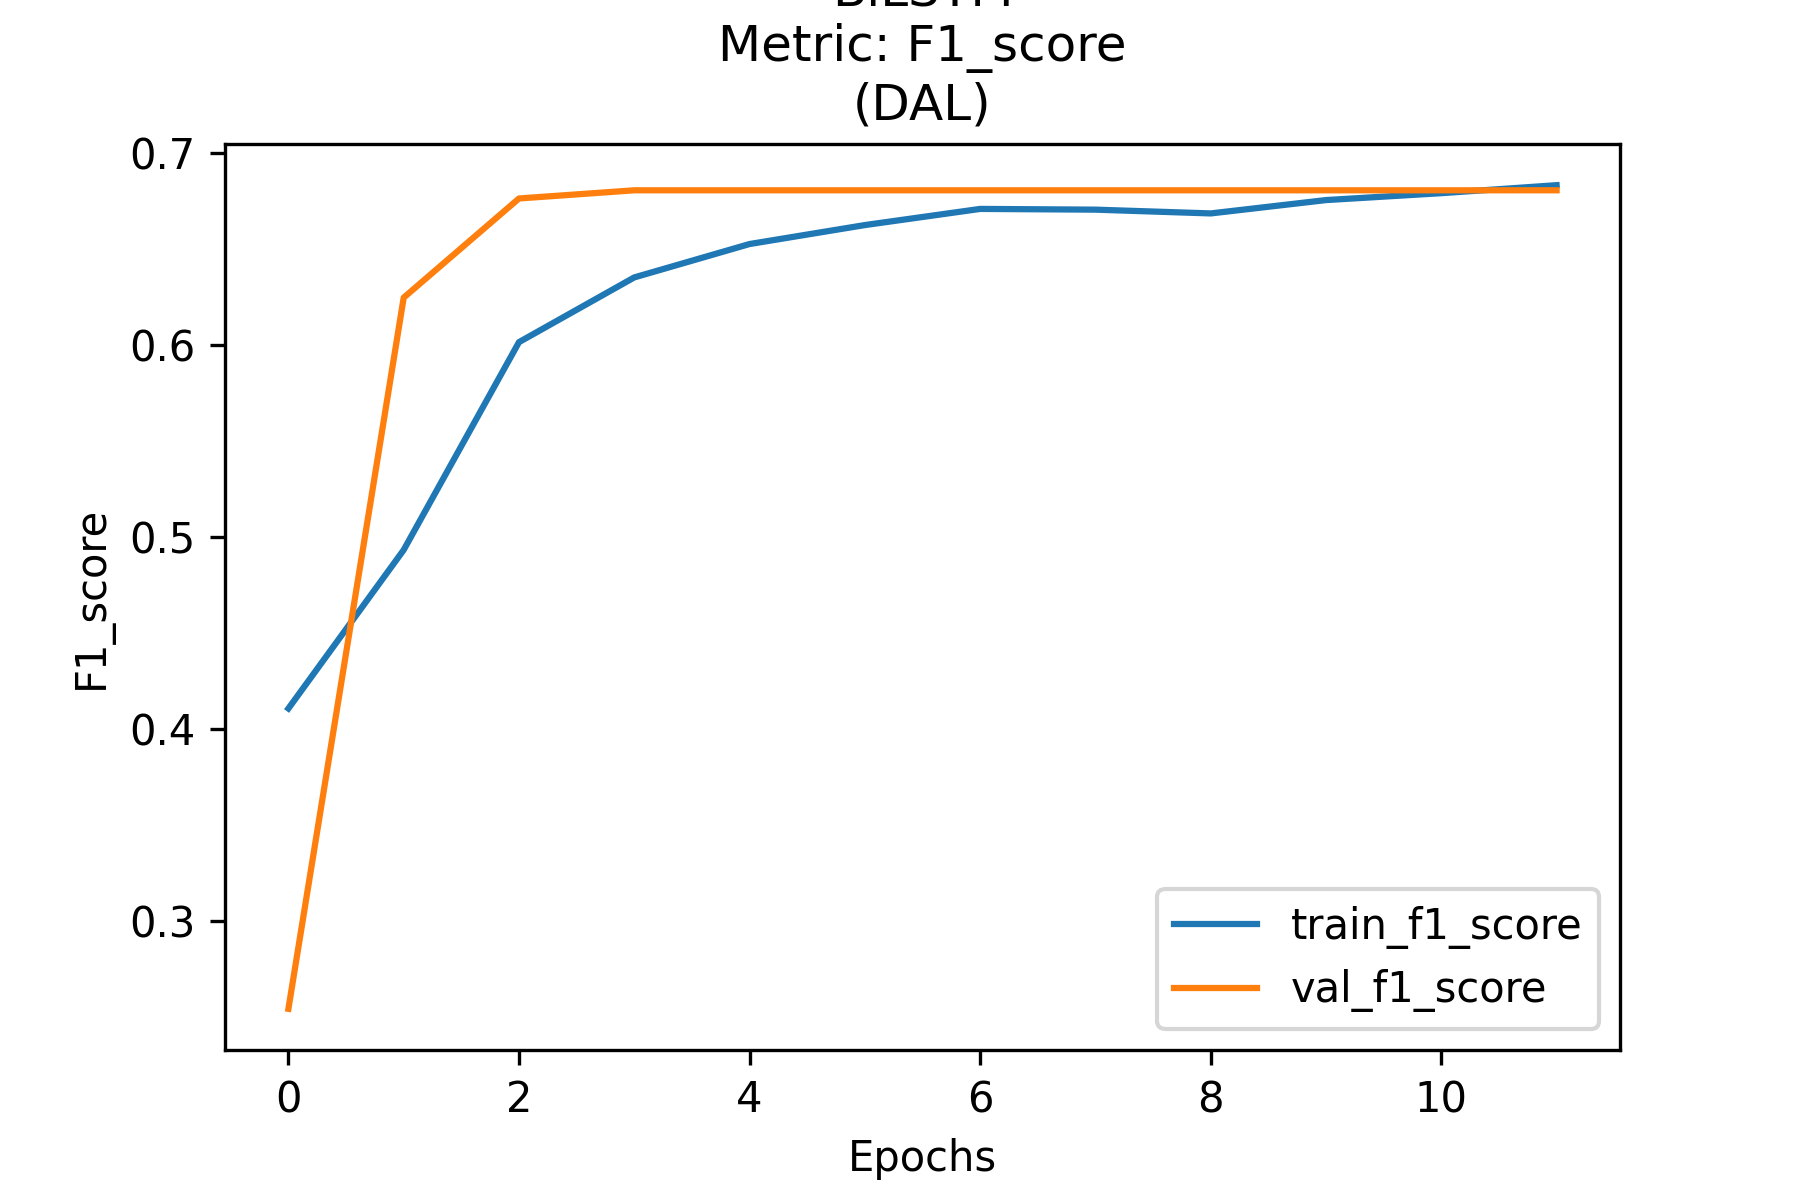 Metric: F1_score
(DAL)
0.7
0.6
0.5
0.4
0.3
F1_score
train_f1_score
val_f1_score
0 2 4 6 8 10
Epochs